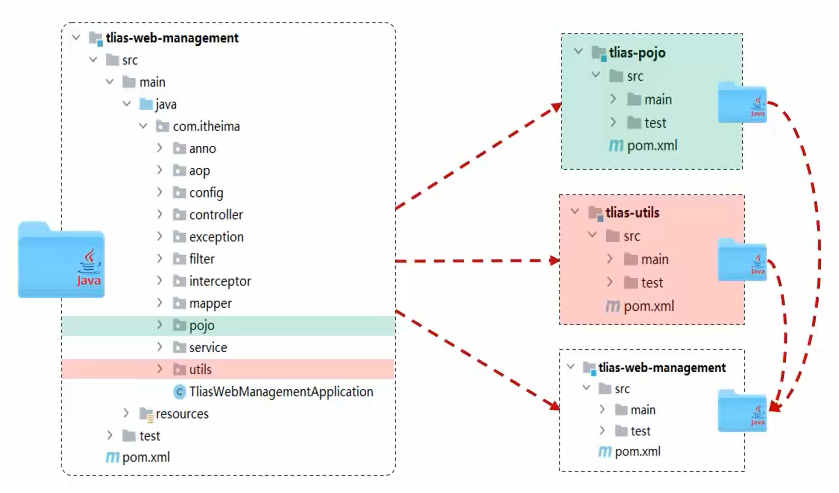 tlias-web-management
src
main
java
com.itheima
anno
aop
config
controller
exception
filter
interceptor
mapper
pojo
service
utils
TliasWebManagementApplication
resources
test
pom.xml
Java
tlias-pojo
src
main
test
pom.xml
Java
tlias-utils
src
main
test
pom.xml
Java
tlias-web-management
src
main
test
pom.xml
Java